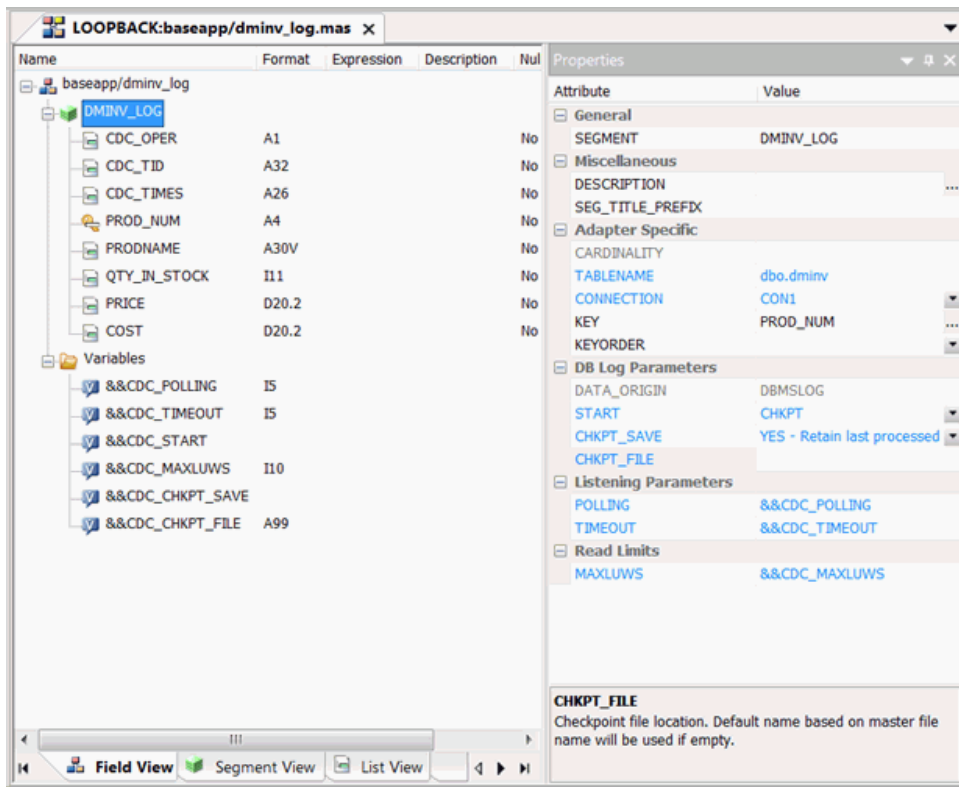 LOOPBACK:baseapp/dminv_log.mas
Name Format Expression Description Nul
baseapp/dminv_log
DMINV_LOG
CDC_OPER A1 No
CDC_TID A32 No
CDC_TIMES A26 No
PROD_NUM A4 No
PRODNAME A30V No
QTY_IN_STOCK I11 No
PRICE D20.2 No
COST D20.2 No
Variables
&&CDC_POLLING I5
&&CDC_TIMEOUT I5
&&CDC_START
&&CDC_MAXLUWS I10
&&CDC_CHKPT_SAVE
&&CDC_CHKPT_FILE A99
Field View Segment View List View
Properties
Attribute Value
General
SEGMENT DMINV_LOG
Miscellaneous
DESCRIPTION ...
SEG_TITLE_PREFIX
Adapter Specific
CARDINALITY
TABLENAME dbo.dminv
CONNECTION CON1
KEY PROD_NUM ...
KEYORDER
DB Log Parameters
DATA_ORIGIN DBMSLOG
START CHKPT
CHKPT_SAVE YES - Retain last processed
CHKPT_FILE
Listening Parameters
POLLING &&CDC_POLLING
TIMEOUT &&CDC_TIMEOUT
Read Limits
MAXLUWS &&CDC_MAXLUWS
CHKPT_FILE
Checkpoint file location. Default name based on master file
name will be used if empty.